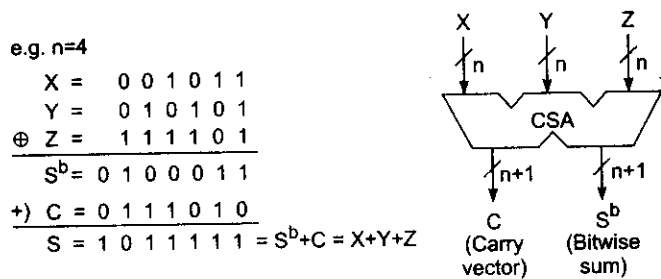 e.g. n=4
X = 0 0 1 0 1 1
Y = 0 1 0 1 0 1
⊕ Z = 1 1 1 1 0 1
S^b = 0 1 0 0 0 1 1
+) C = 0 1 1 1 0 1 0
S = 1 0 1 1 1 1 1 = S^b+C = X+Y+Z
X Y Z
n n n
CSA
n+1 n+1
C S^b
(Carry (Bitwise
vector) sum)